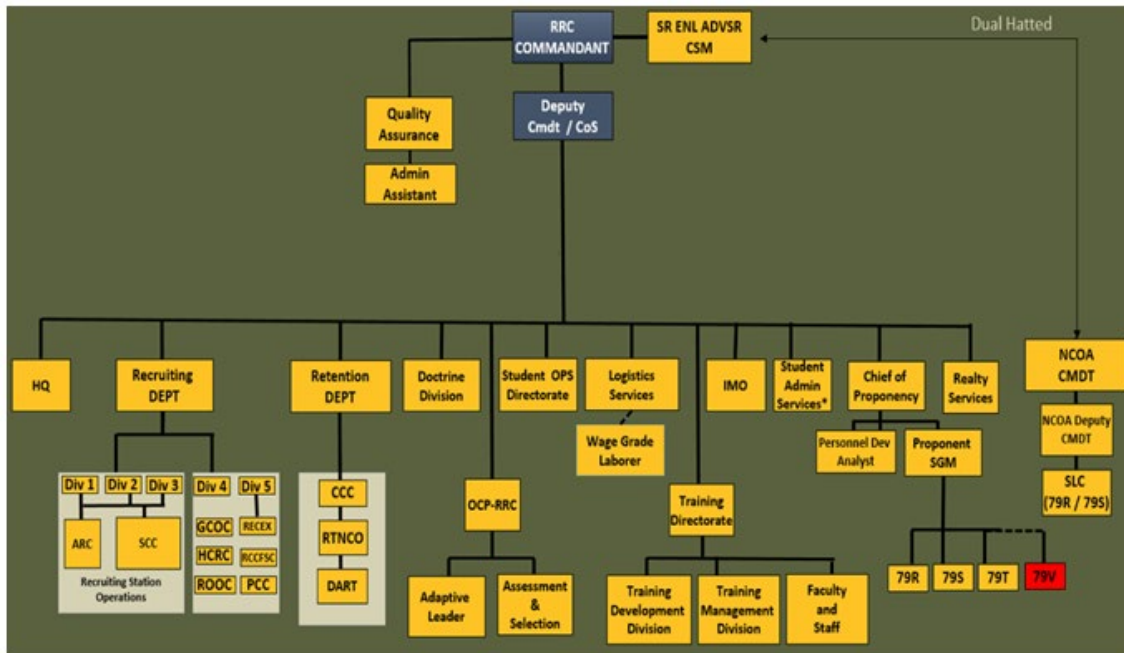 RRC
COMMANDANT
SR ENL ADVSR
CSM
Dual Hatted
Quality
Assurance
Deputy
Cmdt / CoS
Admin
Assistant
HQ
Recruiting
DEPT
Retention
DEPT
Doctrine
Division
Student OPS
Directorate
Logistics
Services
IMO
Student
Admin
Services*
Chief of
Proponency
Realty
Services
NCOA
CMDT
NCOA Deputy
CMDT
SLC
(79R / 79S)
Wage Grade
Laborer
Personnel Dev
Analyst
Proponent
SGM
Div 1
Div 2
Div 3
Div 4
Div 5
ARC
SCC
Recruiting Station
Operations
GCOC
RECEX
HCRC
RCCFSC
ROOC
PCC
CCC
RTNCO
DART
OCP-RRC
Adaptive
Leader
Assessment
&
Selection
Training
Directorate
Training
Development
Division
Training
Management
Division
Faculty
and
Staff
79R
79S
79T
79V